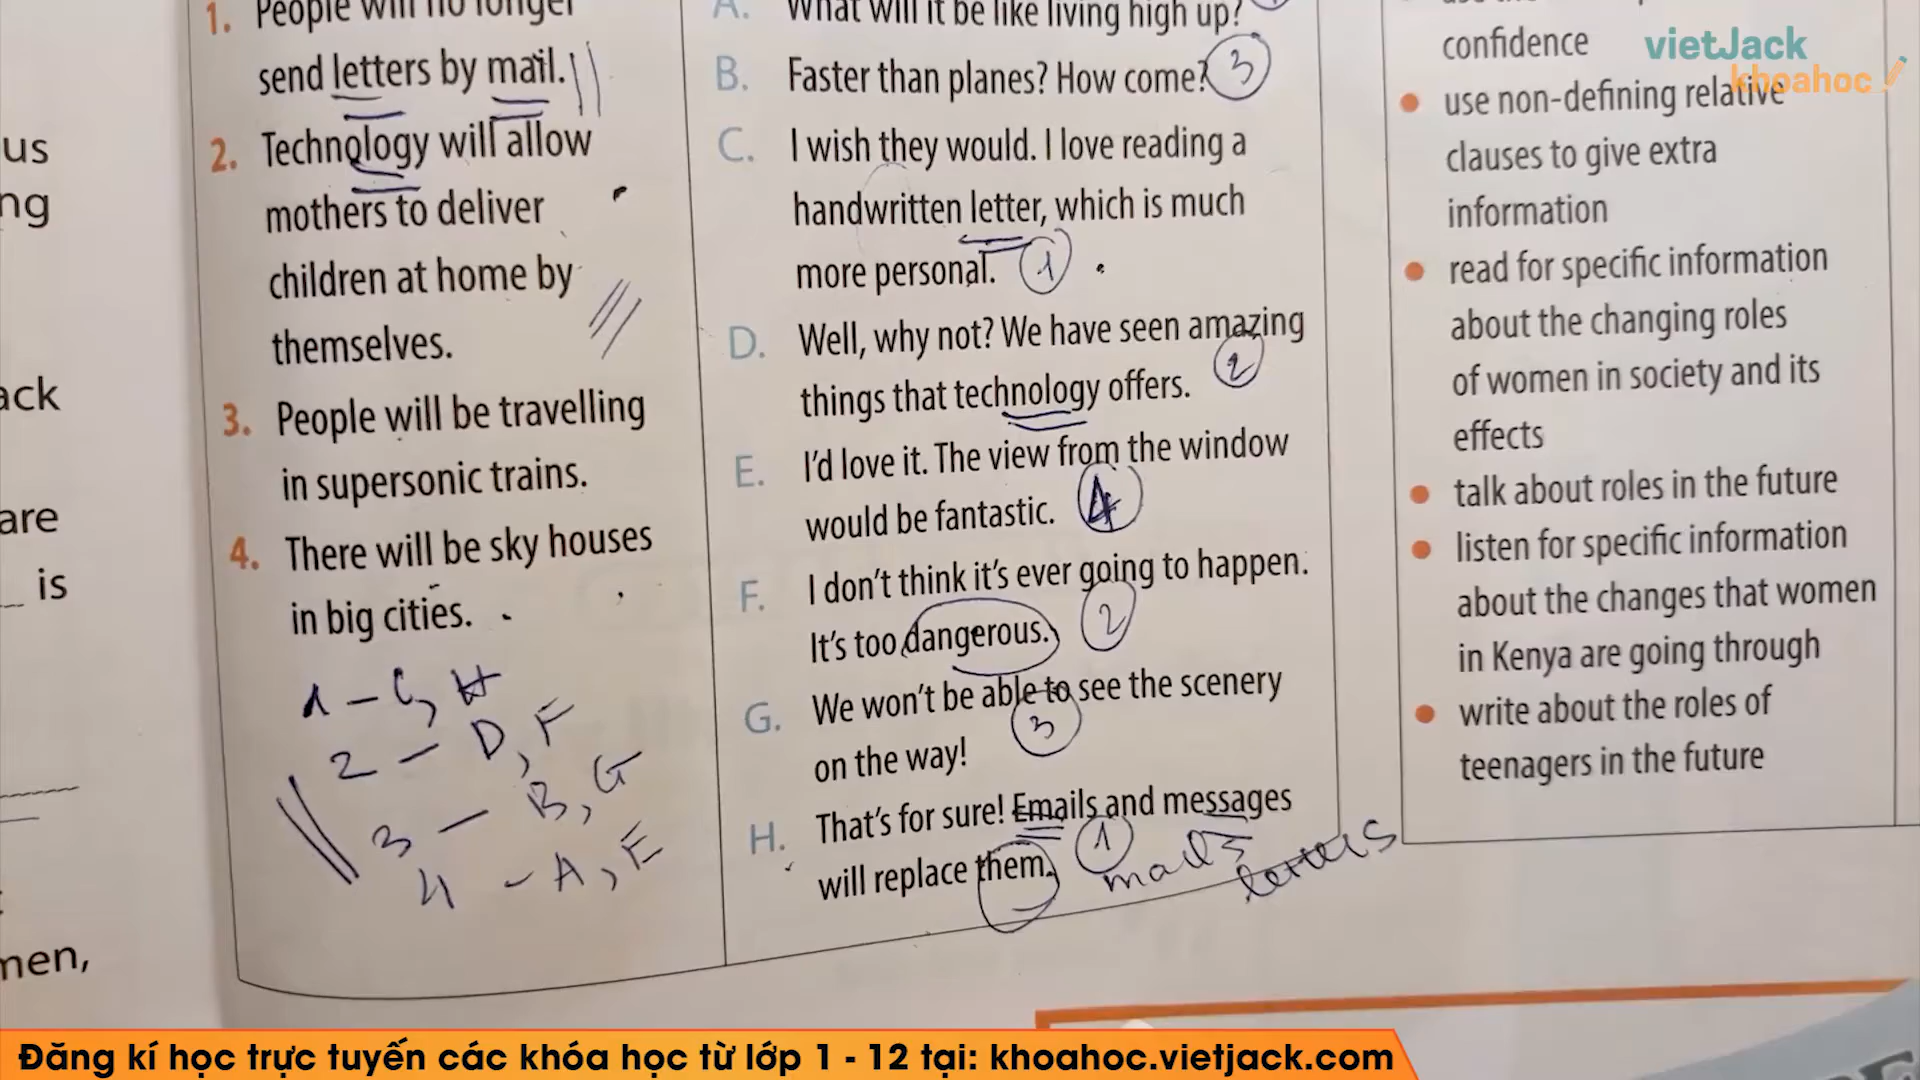 us
ng
ack
are
is
men,
1. People will no longer
send letters by mail.
2. Technology will allow
mothers to deliver
children at home by
themselves.
3. People will be travelling
in supersonic trains.
4. There will be sky houses
in big cities.
1 - C, H
2 - D, F
3 - B, G
4 - A, E
A. What will it be like living high up?
B. Faster than planes? How come? 3
C. I wish they would. I love reading a
handwritten letter, which is much
more personal. 1
D. Well, why not? We have seen amazing
things that technology offers. 2
E. I'd love it. The view from the window
would be fantastic. 4
F. I don't think it's ever going to happen.
It's too dangerous. 2
G. We won't be able to see the scenery
on the way! 3
H. That's for sure! Emails and messages
will replace them. 1
mails
letters
confidence
use non-defining relative
clauses to give extra
information
read for specific information
about the changing roles
of women in society and its
effects
talk about roles in the future
listen for specific information
about the changes that women
in Kenya are going through
write about the roles of
teenagers in the future
vietJack
khoahoc
Đăng kí học trực tuyến các khóa học từ lớp 1 - 12 tại: khoahoc.vietjack.com